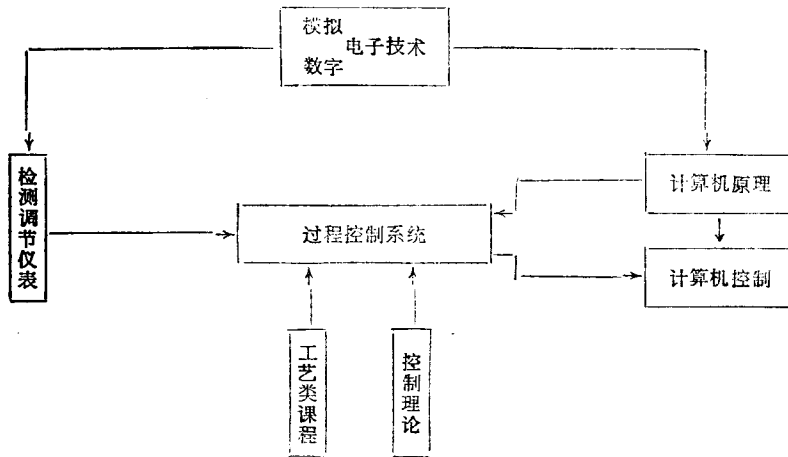 模拟
电子技术
数字
检测调节仪表
计算机原理
过程控制系统
计算机控制
工艺类课程
控制理论